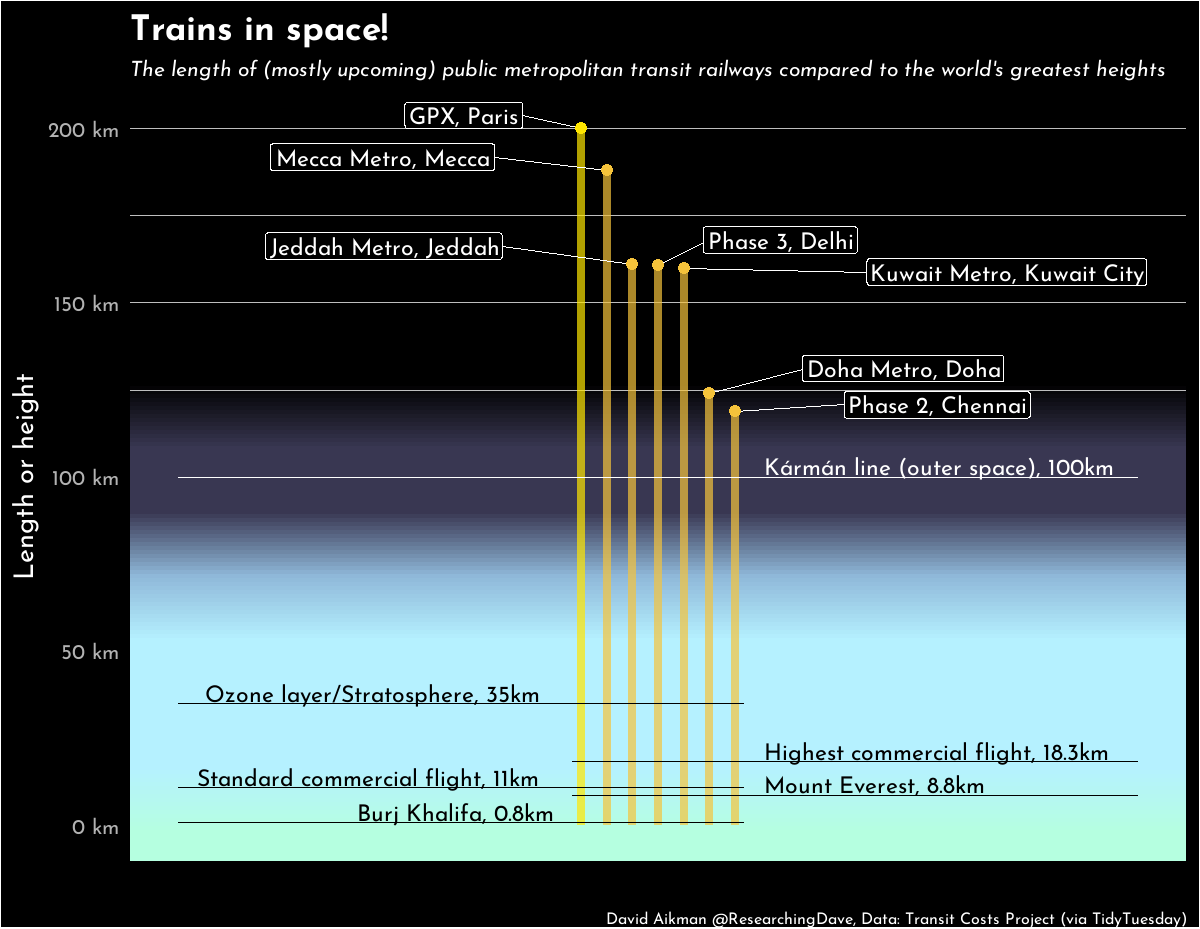 Trains in space!
The length of (mostly upcoming) public metropolitan transit railways compared to the world's greatest heights
GPX, Paris
200 km
Mecca Metro, Mecca
Jeddah Metro, Jeddah
Phase 3, Delhi
Kuwait Metro, Kuwait City
150 km
Doha Metro, Doha
Phase 2, Chennai
Length or height
Kármán line (outer space), 100km
100 km
50 km
Ozone layer/Stratosphere, 35km
Highest commercial flight, 18.3km
Standard commercial flight, 11km
Mount Everest, 8.8km
Burj Khalifa, 0.8km
0 km
David Aikman @ResearchingDave, Data: Transit Costs Project (via TidyTuesday)